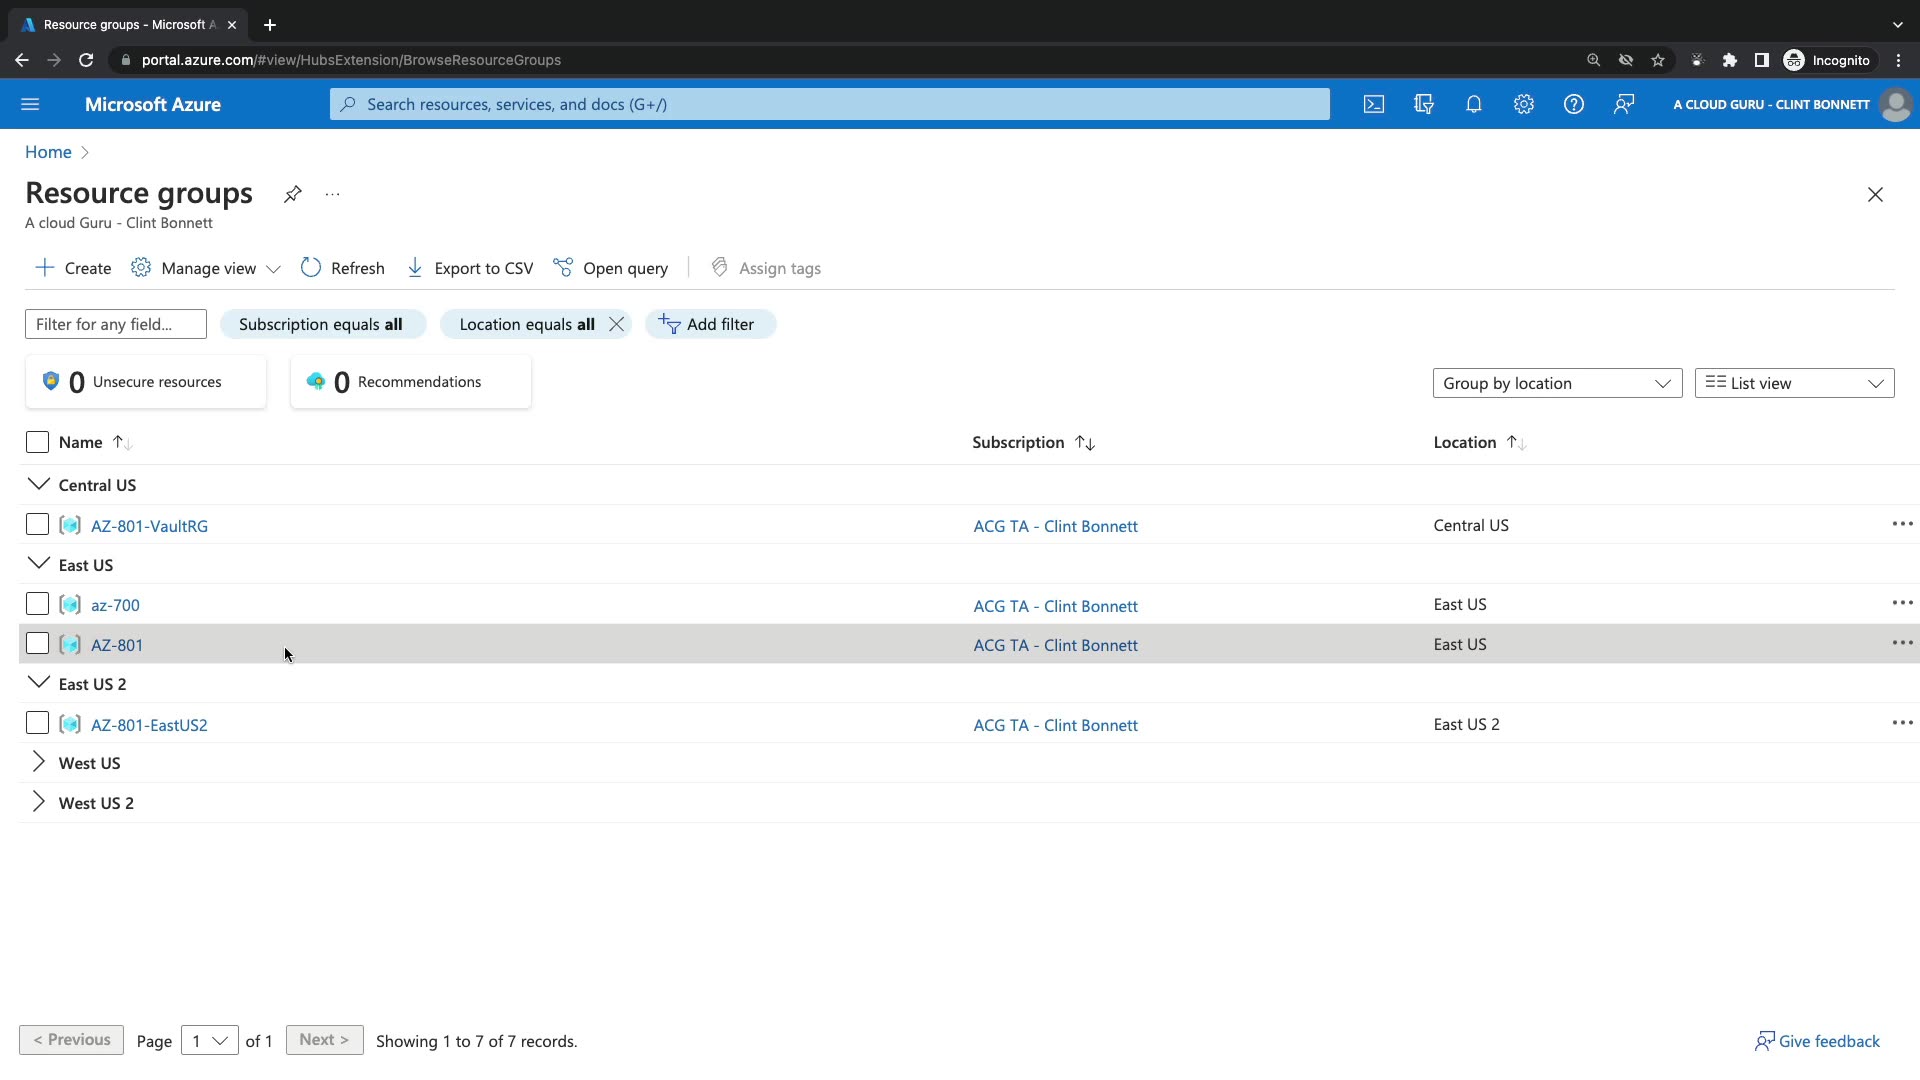 Resource groups - Microsoft A
portal.azure.com/#view/HubsExtension/BrowseResourceGroups
Incognito
Microsoft Azure
Search resources, services, and docs (G+/)
A CLOUD GURU - CLINT BONNETT
Home
Resource groups
A cloud Guru - Clint Bonnett
Create
Manage view
Refresh
Export to CSV
Open query
Assign tags
Filter for any field...
Subscription equals all
Location equals all
Add filter
0 Unsecure resources
0 Recommendations
Group by location
List view
Name
Subscription
Location
Central US
AZ-801-VaultRG
ACG TA - Clint Bonnett
Central US
East US
az-700
ACG TA - Clint Bonnett
East US
AZ-801
ACG TA - Clint Bonnett
East US
East US 2
AZ-801-EastUS2
ACG TA - Clint Bonnett
East US 2
West US
West US 2
< Previous
Page 1 of 1
Next >
Showing 1 to 7 of 7 records.
Give feedback